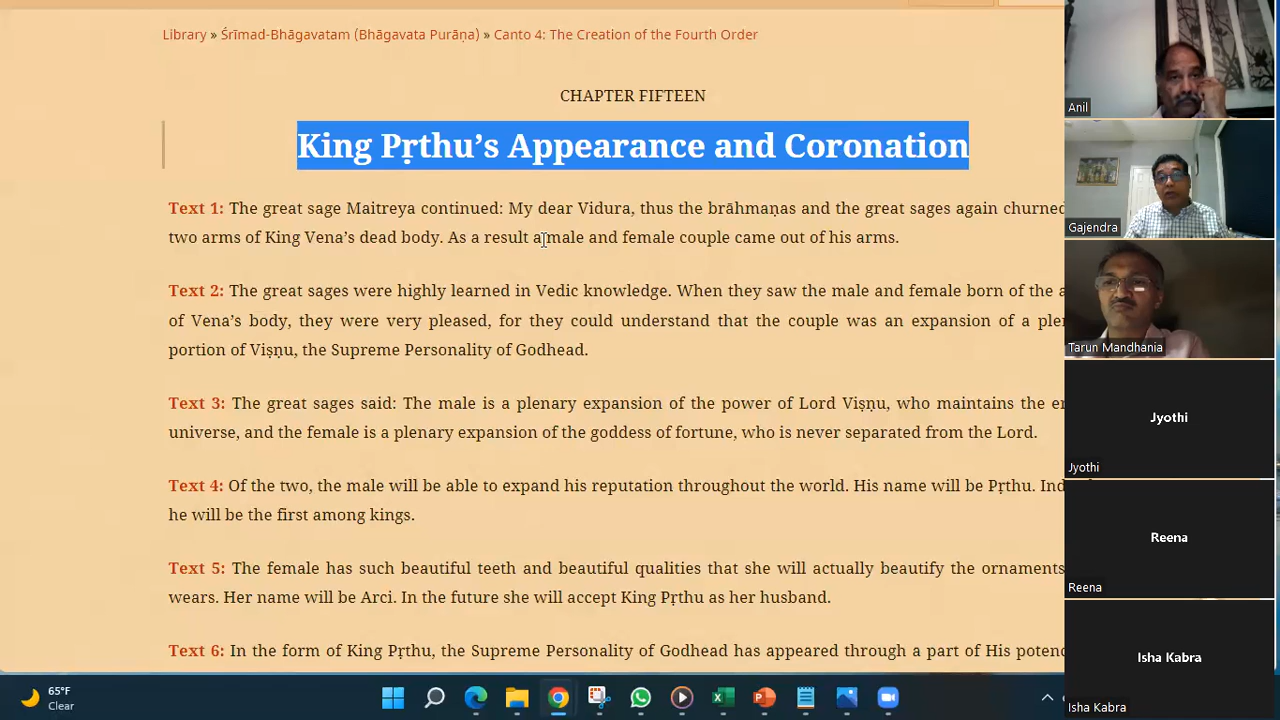 Library » Śrīmad-Bhāgavatam (Bhāgavata Purāṇa) » Canto 4: The Creation of the Fourth Order
CHAPTER FIFTEEN
King Pṛthu’s Appearance and Coronation
Text 1: The great sage Maitreya continued: My dear Vidura, thus the brāhmaṇas and the great sages again churned
two arms of King Vena’s dead body. As a result a male and female couple came out of his arms.
Text 2: The great sages were highly learned in Vedic knowledge. When they saw the male and female born of the
of Vena’s body, they were very pleased, for they could understand that the couple was an expansion of a
portion of Viṣṇu, the Supreme Personality of Godhead.
Text 3: The great sages said: The male is a plenary expansion of the power of Lord Viṣṇu, who maintains the
universe, and the female is a plenary expansion of the goddess of fortune, who is never separated from the Lord.
Text 4: Of the two, the male will be able to expand his reputation throughout the world. His name will be Pṛthu.
he will be the first among kings.
Text 5: The female has such beautiful teeth and beautiful qualities that she will actually beautify the ornaments
wears. Her name will be Arci. In the future she will accept King Pṛthu as her husband.
Text 6: In the form of King Pṛthu, the Supreme Personality of Godhead has appeared through a part of His
Anil
Gajendra
Tarun Mandhania
Jyothi
Jyothi
Reena
Reena
Isha Kabra
Isha Kabra
65°F
Clear